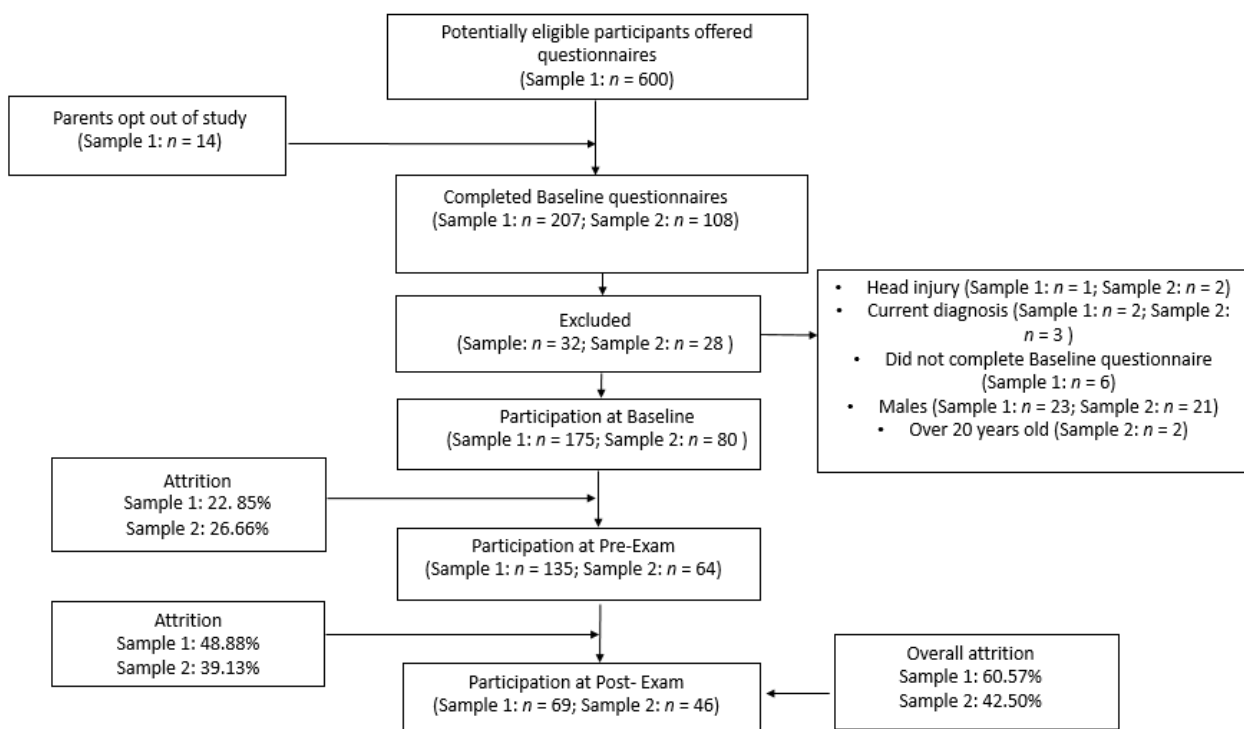 Potentially eligible participants offered
questionnaires
(Sample 1: n = 600)
Parents opt out of study
(Sample 1: n = 14)
Completed Baseline questionnaires
(Sample 1: n = 207; Sample 2: n = 108)
Excluded
(Sample: n = 32; Sample 2: n = 28 )
• Head injury (Sample 1: n = 1; Sample 2: n = 2)
• Current diagnosis (Sample 1: n = 2; Sample 2:
n = 3 )
• Did not complete Baseline questionnaire
(Sample 1: n = 6)
• Males (Sample 1: n = 23; Sample 2: n = 21)
• Over 20 years old (Sample 2: n = 2)
Participation at Baseline
(Sample 1: n = 175; Sample 2: n = 80 )
Attrition
Sample 1: 22. 85%
Sample 2: 26.66%
Participation at Pre-Exam
(Sample 1: n = 135; Sample 2: n = 64)
Attrition
Sample 1: 48.88%
Sample 2: 39.13%
Participation at Post- Exam
(Sample 1: n = 69; Sample 2: n = 46)
Overall attrition
Sample 1: 60.57%
Sample 2: 42.50%